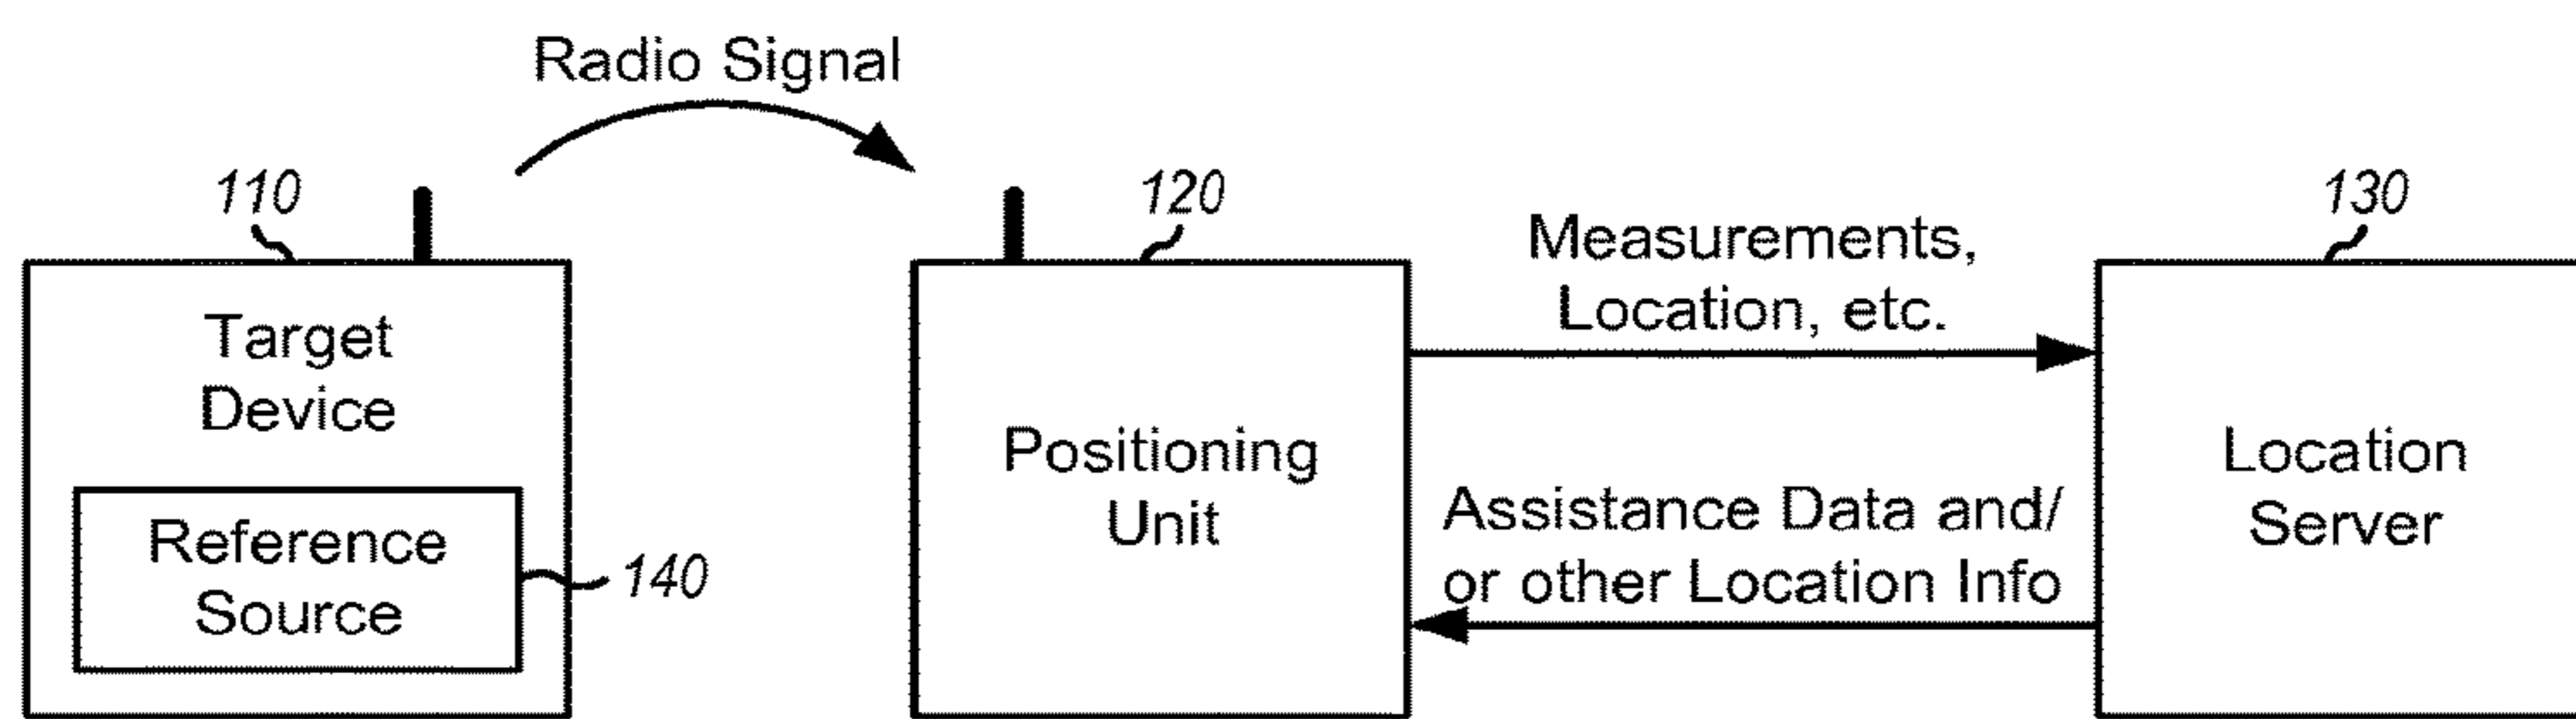 Radio Signal
110
120
130
Measurements,
Location, etc.
Target
Device
Positioning
Unit
Location
Server
Assistance Data and/
or other Location Info
Reference
Source
140